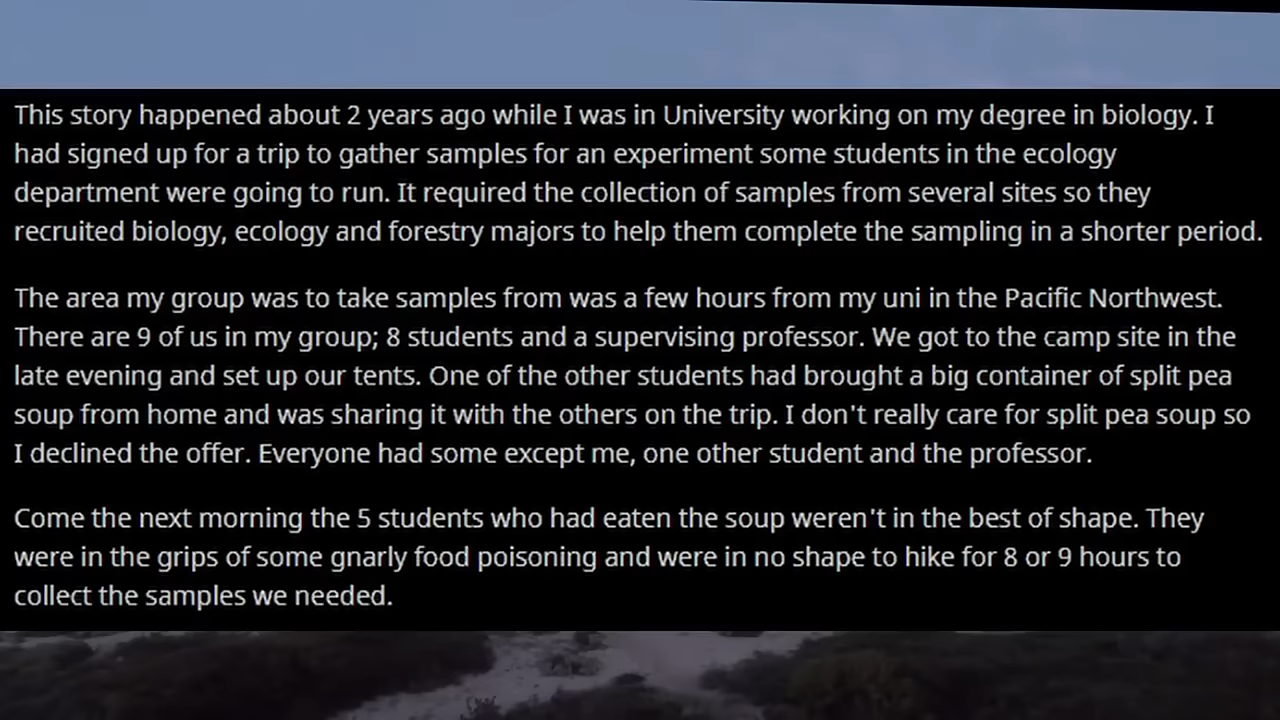 This story happened about 2 years ago while I was in University working on my degree in biology. I
had signed up for a trip to gather samples for an experiment some students in the ecology
department were going to run. It required the collection of samples from several sites so they
recruited biology, ecology and forestry majors to help them complete the sampling in a shorter period.
The area my group was to take samples from was a few hours from my uni in the Pacific Northwest.
There are 9 of us in my group; 8 students and a supervising professor. We got to the camp site in the
late evening and set up our tents. One of the other students had brought a big container of split pea
soup from home and was sharing it with the others on the trip. I don't really care for split pea soup so
I declined the offer. Everyone had some except me, one other student and the professor.
Come the next morning the 5 students who had eaten the soup weren't in the best of shape. They
were in the grips of some gnarly food poisoning and were in no shape to hike for 8 or 9 hours to
collect the samples we needed.